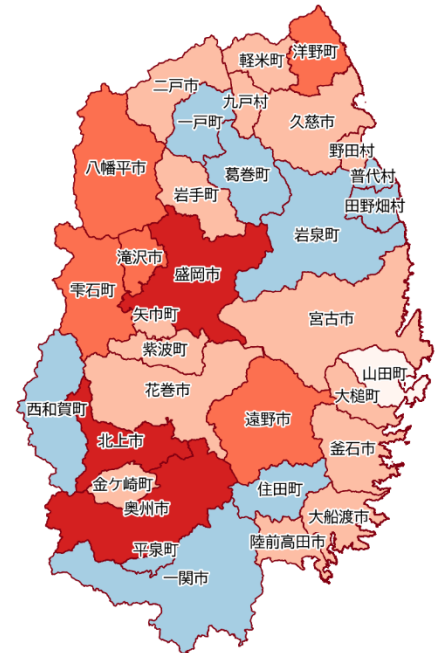 洋野町
軽米町
二戸市
九戸村
一戸町
久慈市
野田村
八幡平市
葛巻町
普代村
岩手町
田野畑村
岩泉町
滝沢市
盛岡市
雫石町
矢巾町
宮古市
紫波町
山田町
花巻市
大槌町
西和賀町
遠野市
北上市
釜石市
金ケ崎町
住田町
奥州市
大船渡市
陸前高田市
平泉町
一関市